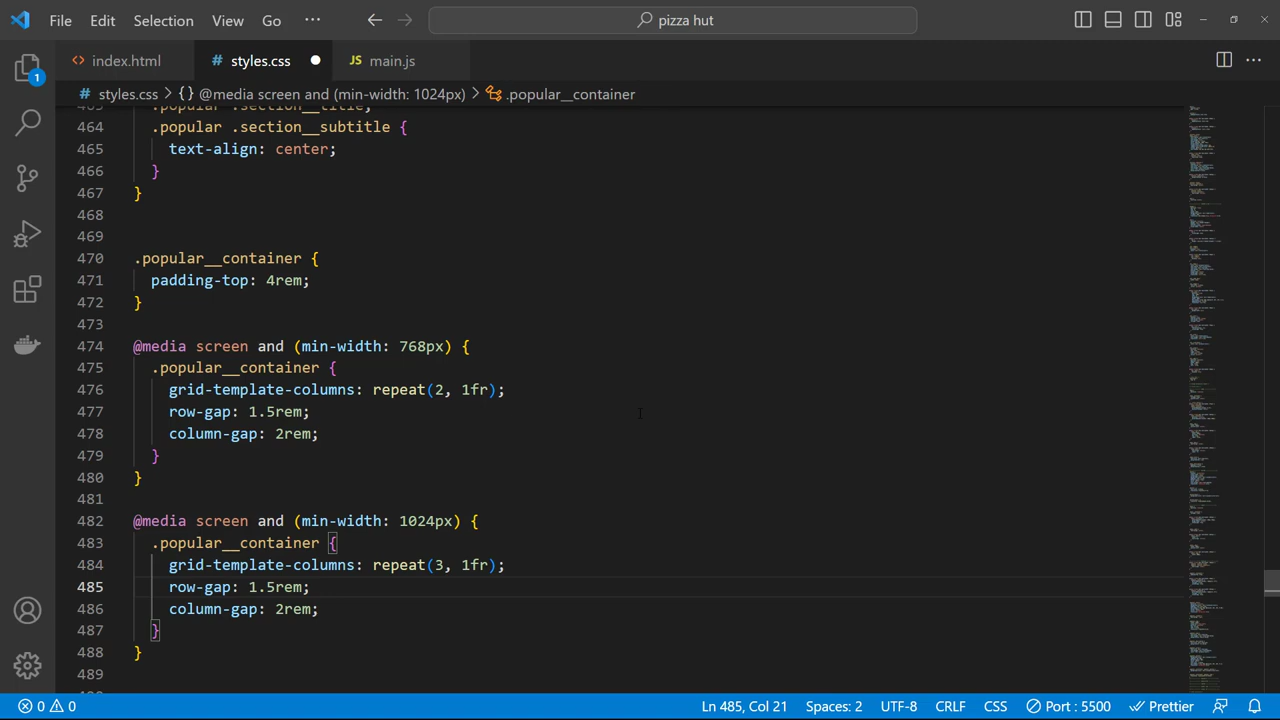 File Edit Selection View Go ··· pizza hut
1
index.html # styles.css JS main.js
# styles.css > {} @media screen and (min-width: 1024px) > .popular__container
463 .popular .section__title,
464 .popular .section__subtitle {
465 text-align: center;
466 }
467 }
468
469
470 .popular__container {
471 padding-top: 4rem;
472 }
473
474 @media screen and (min-width: 768px) {
475 .popular__container {
476 grid-template-columns: repeat(2, 1fr);
477 row-gap: 1.5rem;
478 column-gap: 2rem;
479 }
480 }
481
482 @media screen and (min-width: 1024px) {
483 .popular__container {
484 grid-template-columns: repeat(3, 1fr);
485 row-gap: 1.5rem;
486 column-gap: 2rem;
487 }
488 }
489
0 0 Ln 485, Col 21 Spaces: 2 UTF-8 CRLF CSS Port : 5500 Prettier